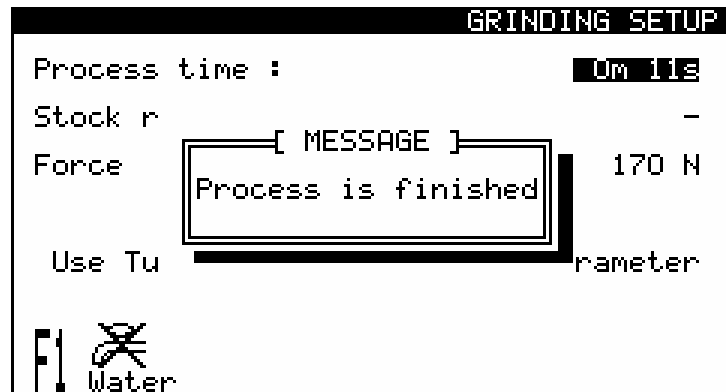 GRINDING SETUP
Process time : 0m 11s
Stock r –
[ MESSAGE ]
Force 170 N
Process is finished
Use Tu rameter
F1
Water